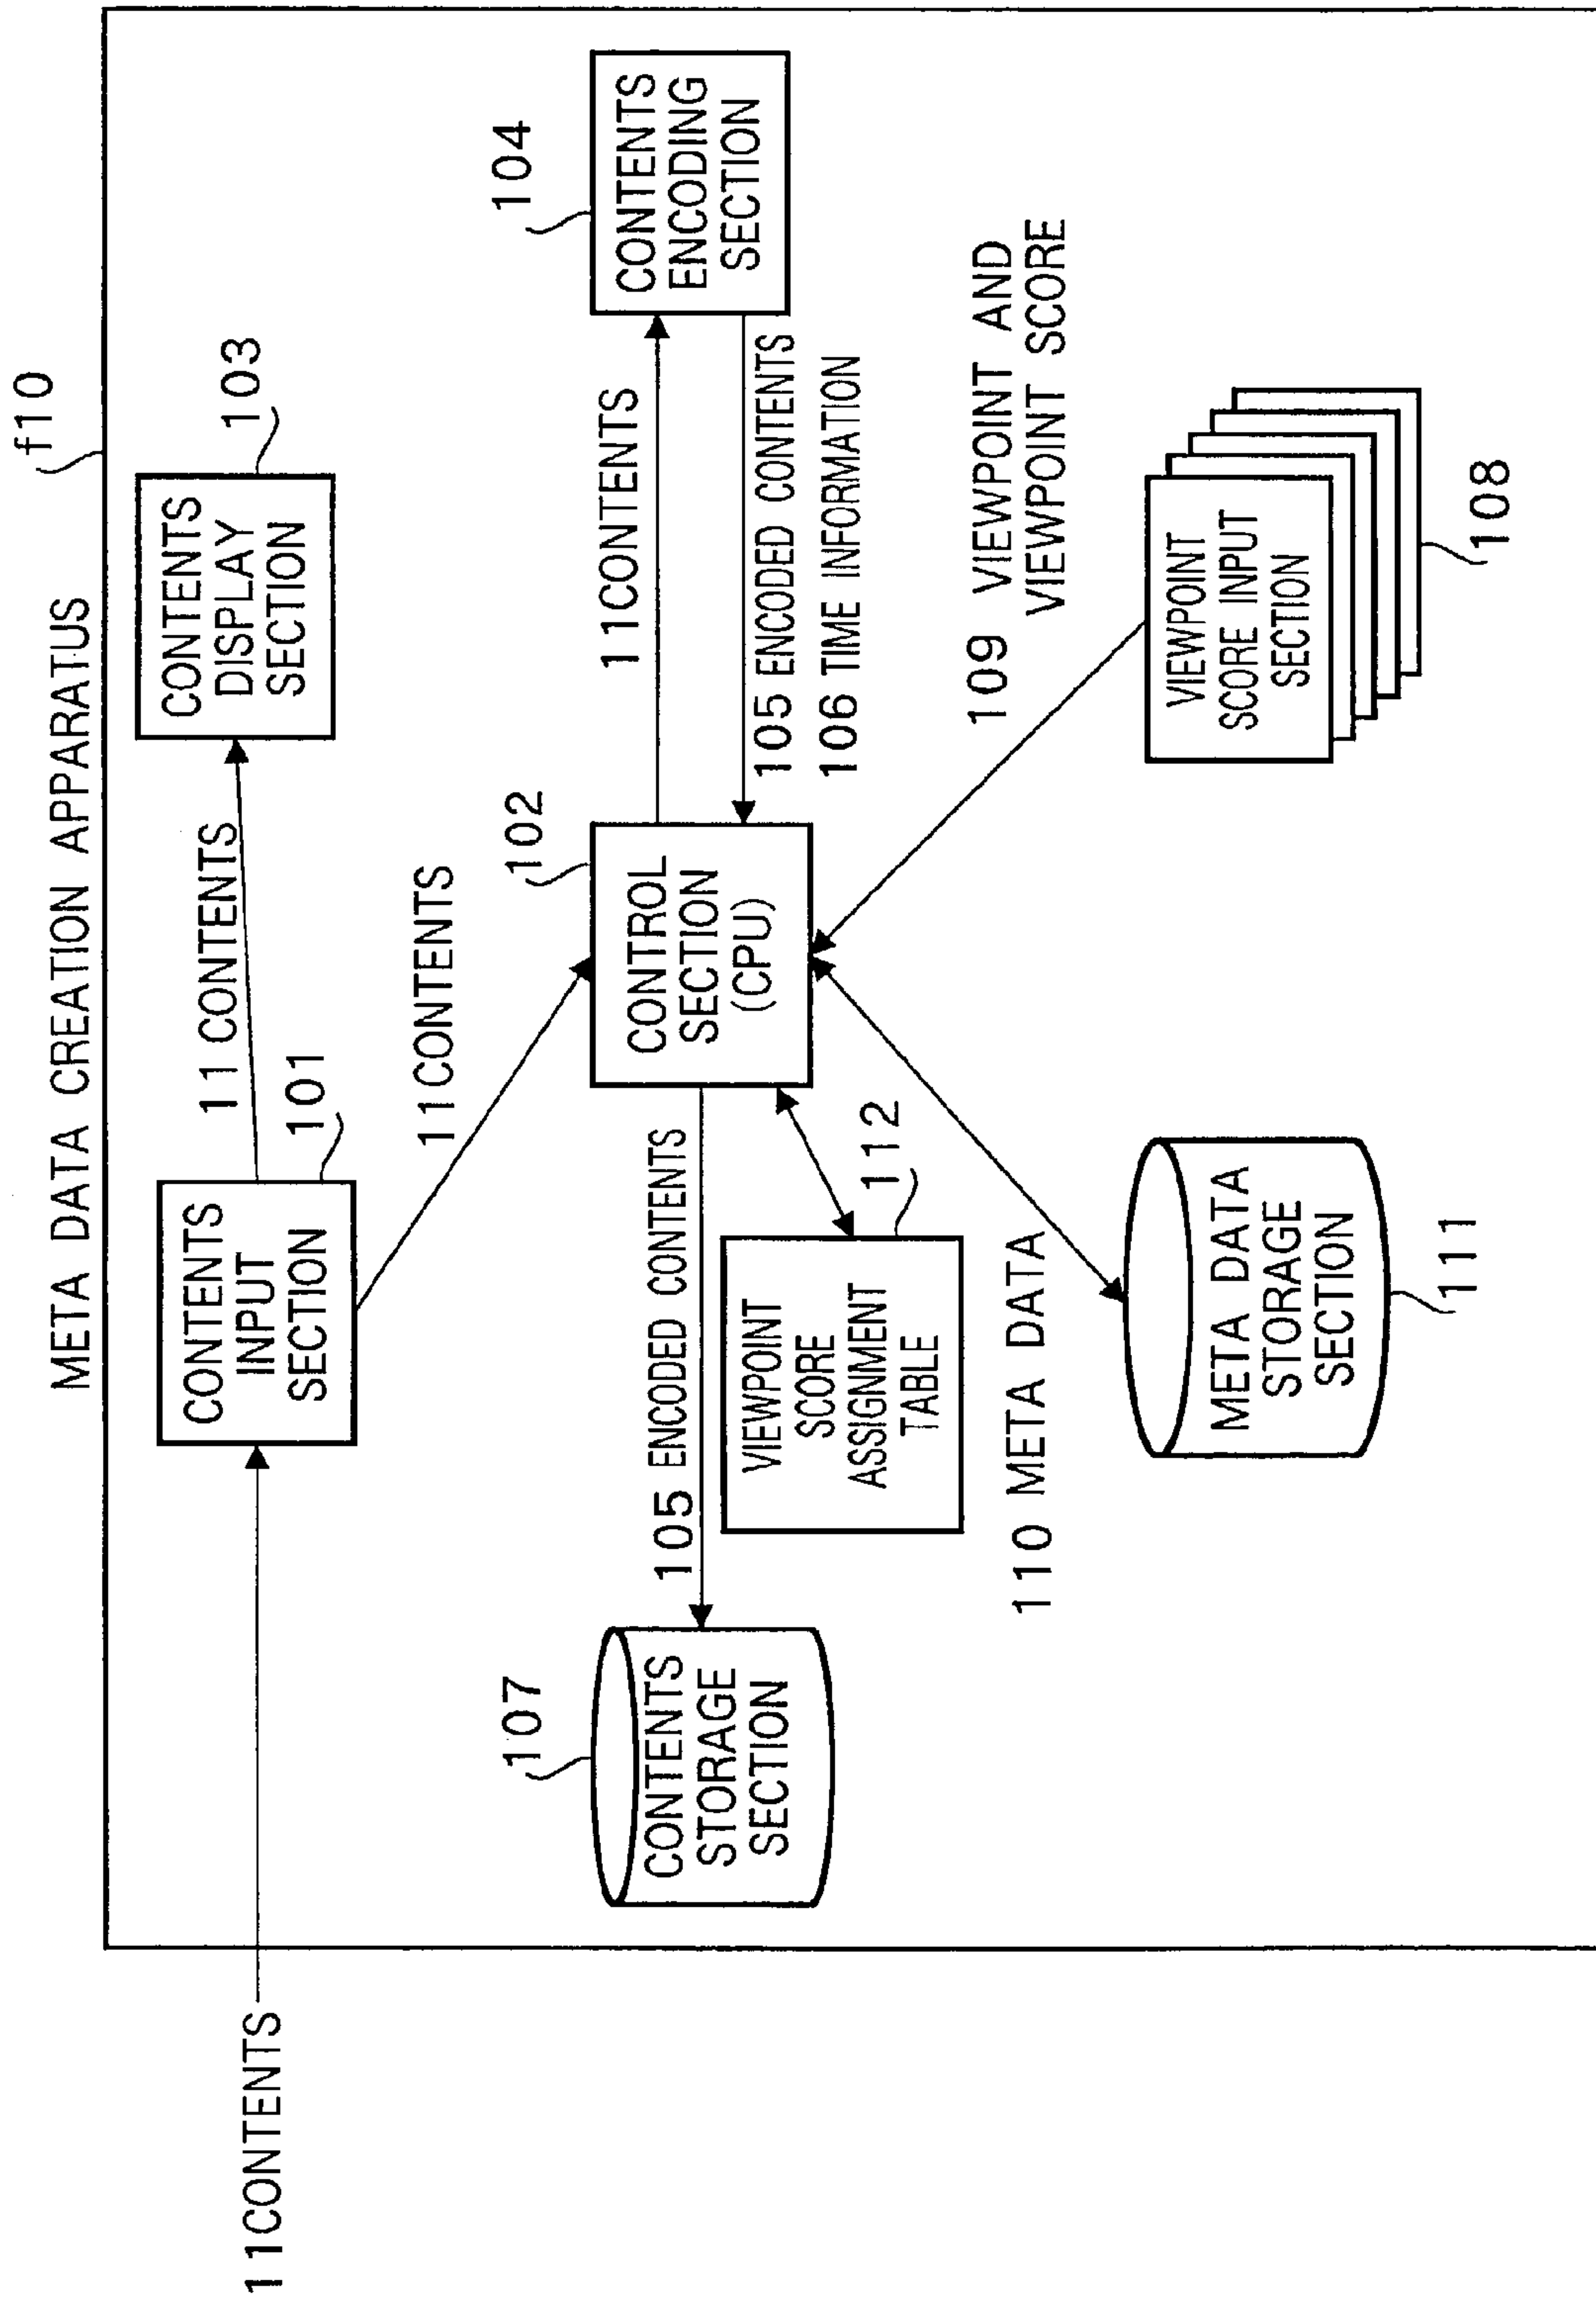 META DATA CREATION APPARATUS
f10
11CONTENTS
CONTENTS
INPUT
SECTION
101
11 CONTENTS
CONTENTS
DISPLAY
SECTION
103
11CONTENTS
107
CONTENTS
STORAGE
SECTION
105 ENCODED CONTENTS
102
CONTROL
SECTION
(CPU)
11CONTENTS
105 ENCODED CONTENTS
106 TIME INFORMATION
104
CONTENTS
ENCODING
SECTION
VIEWPOINT
SCORE
ASSIGNMENT
TABLE
112
109 VIEWPOINT AND
VIEWPOINT SCORE
110 META DATA
META DATA
STORAGE
SECTION
111
VIEWPOINT
SCORE INPUT
SECTION
108